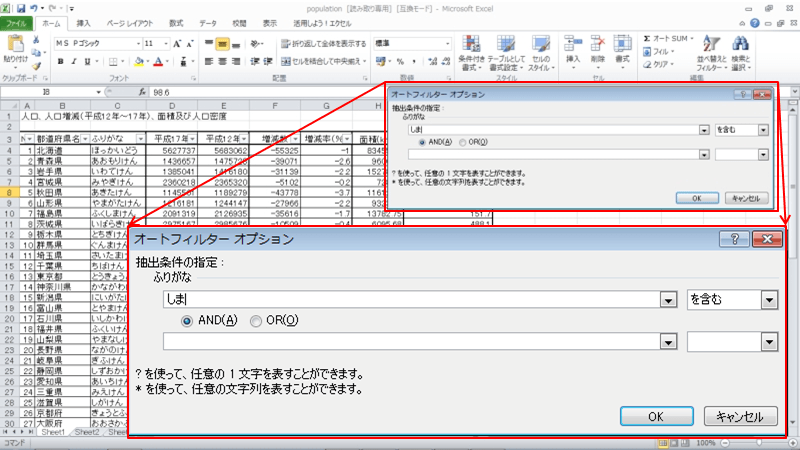 population [読み取り専用] [互換モード] - Microsoft Excel
ファイル ホーム 挿入 ページ レイアウト 数式 データ 校閲 表示 活用しよう!エクセル
ＭＳ Ｐゴシック 11 折り返して全体を表示する 標準 Σ オート SUM
貼り付け B I U セルを結合して中央揃え 条件付き書式 テーブルとして書式設定 セルのスタイル 挿入 削除 書式 フィル クリア 並べ替えとフィルター 検索と選択
クリップボード フォント 配置 数値 スタイル セル 編集
I8 fx 98.6
A B C D E F G H
1 人口、人口増減(平成12年～17年)、面積及び人口密度
2
3 都道府県名 ふりがな 平成17年 平成12年 増減数 増減率(%
4 1 北海道 ほっかいどう 5627737 5683062 -55325 -1
5 2 青森県 あおもりけん 1436657 1475728 -39071 -2.6
6 3 岩手県 いわてけん 1385041 1416180 -31139 -2.2
7 4 宮城県 みやぎけん 2360218 2365320 -5102 -0.2
8 5 秋田県 あきたけん 1145501 1189279 -43778 -3.7
9 6 山形県 やまがたけん 1216181 1244147 -27966 -2.2
10 7 福島県 ふくしまけん 2091319 2126935 -35616 -1.7 13782.75 151.7
11 8 茨城県 いばらぎけん 2975167 2985676 -10509 -0.4 6095.68 488.1
12 9 栃木県 とちぎけん
13 10 群馬県 ぐんまけん
14 11 埼玉県 さいたまけん
15 12 千葉県 ちばけん
16 13 東京都 とうきょう
17 14 神奈川県 かながわけ
18 15 新潟県 にいがたけ
19 16 富山県 とやまけん
20 17 石川県 いしかわけ
21 18 福井県 ふくいけん
22 19 山梨県 やまなしけ
23 20 長野県 ながのけん
24 21 岐阜県 ぎふけん
25 22 静岡県 しずおかけ
26 23 愛知県 あいちけん
27 24 三重県 みえけん
28 25 滋賀県 しがけん
29 26 京都府 きょうとふ
30 27 大阪府 おおさかふ
Sheet1 Sheet2
コマンド 100%
オートフィルター オプション
抽出条件の指定:
ふりがな
しま を含む
AND(A) OR(O)
? を使って、任意の 1 文字を表すことができます。
* を使って、任意の文字列を表すことができます。
OK キャンセル
オートフィルター オプション
抽出条件の指定:
ふりがな
しま を含む
AND(A) OR(O)
? を使って、任意の 1 文字を表すことができます。
* を使って、任意の文字列を表すことができます。
OK キャンセル